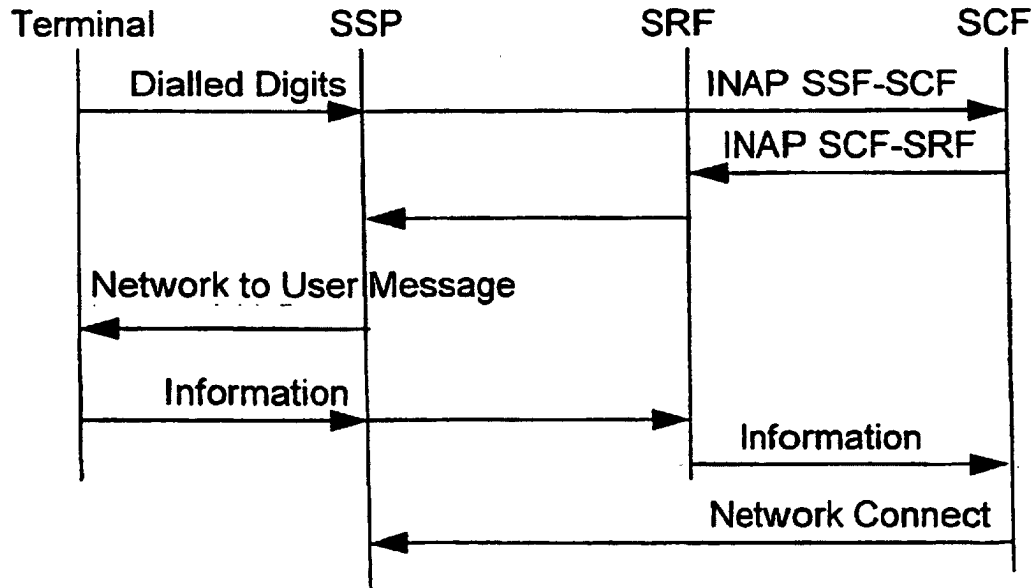 Terminal SSP SRF SCF
Dialled Digits INAP SSF-SCF
INAP SCF-SRF
Network to User Message
Information
Information
Network Connect